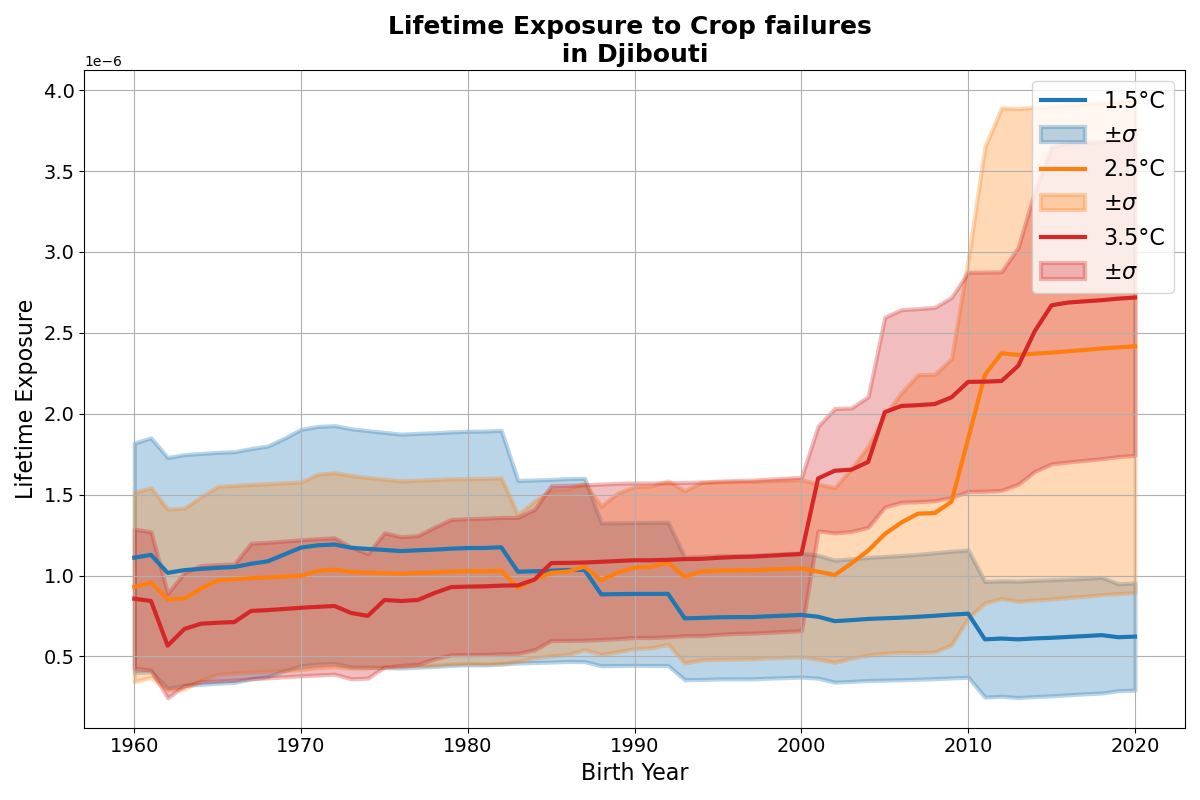 Lifetime Exposure to Crop failures
in Djibouti
1e−6
4.0
3.5
3.0
2.5
2.0
1.5
1.0
0.5
Lifetime Exposure
1960
1970
1980
1990
2000
2010
2020
Birth Year
1.5°C
±σ
2.5°C
±σ
3.5°C
±σ